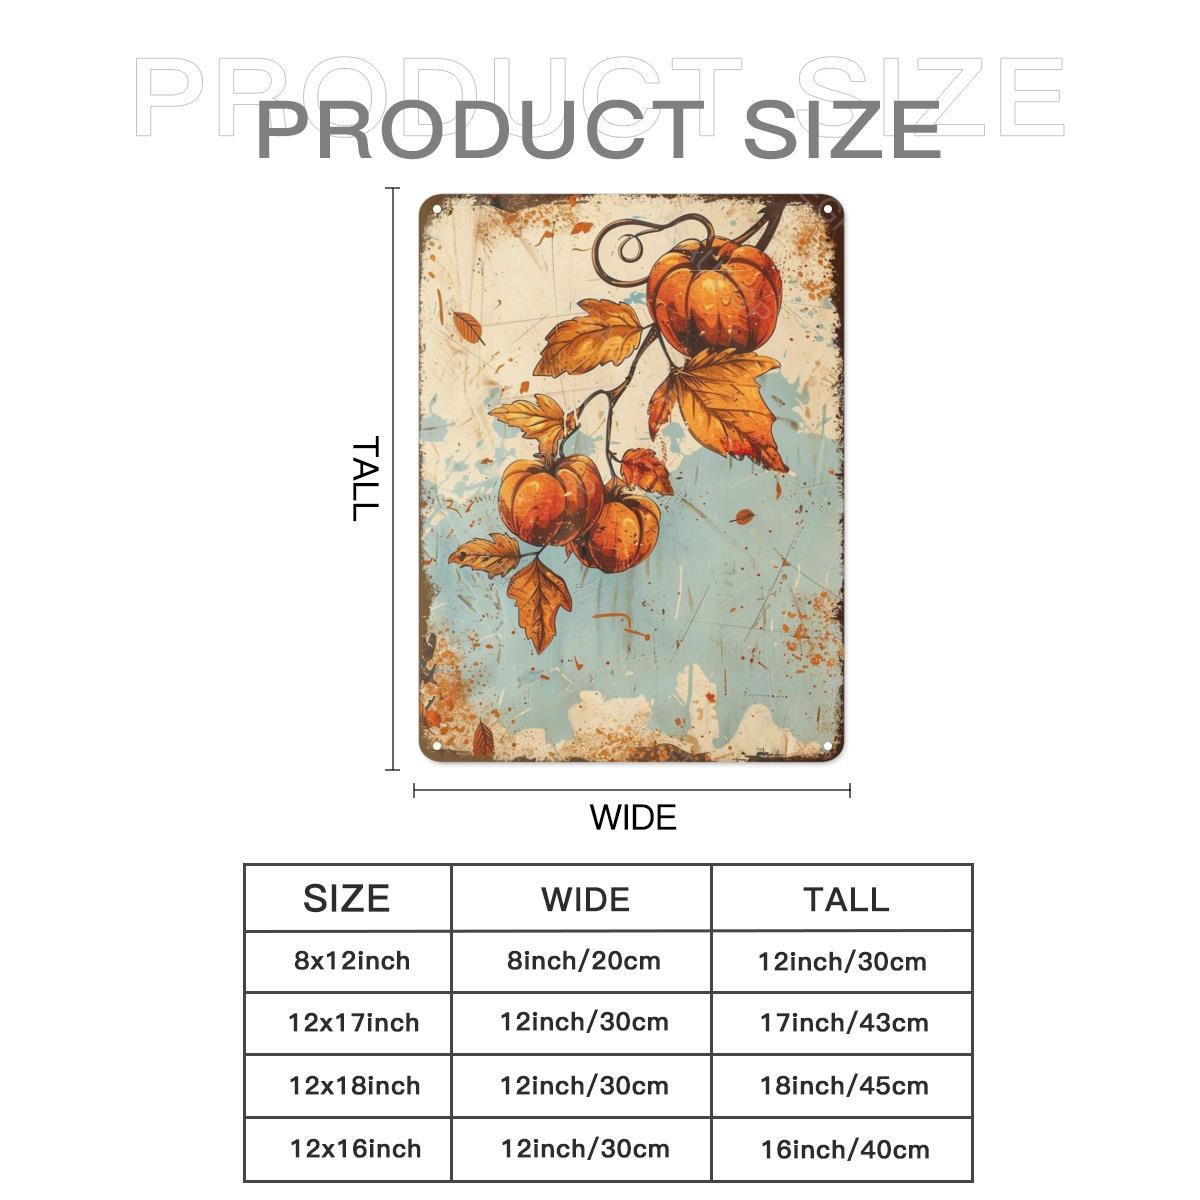 PRODUCT SIZE
PRODUCT SIZE
TALL
WIDE
SIZE WIDE TALL
8x12inch 8inch/20cm 12inch/30cm
12x17inch 12inch/30cm 17inch/43cm
12x18inch 12inch/30cm 18inch/45cm
12x16inch 12inch/30cm 16inch/40cm